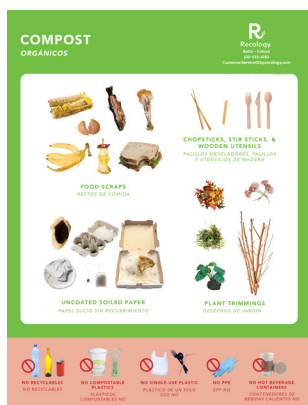 COMPOST
ORGÁNICOS
Recology
Butte • Colusa
CHOPSTICKS, STIR STICKS, &
WOODEN UTENSILS
PALILLOS MEZCLADORES, PALILLOS
Y UTENSILIOS DE MADERA
FOOD SCRAPS
RESTOS DE COMIDA
UNCOATED SOILED PAPER
PAPEL SUCIO SIN RECUBRIMIENTO
PLANT TRIMMINGS
DESECHOS DE JARDÍN
NO RECYCLABLES
NO RECICLABLES
NO COMPOSTABLE
PLASTICS
PLÁSTICOS
COMPOSTABLES NO
NO SINGLE-USE PLASTIC
PLÁSTICO DE UN SOLO
USO NO
NO PPE
EPP NO
NO HOT BEVERAGE
CONTAINERS
CONTENEDORES DE
BEBIDAS CALIENTES NO